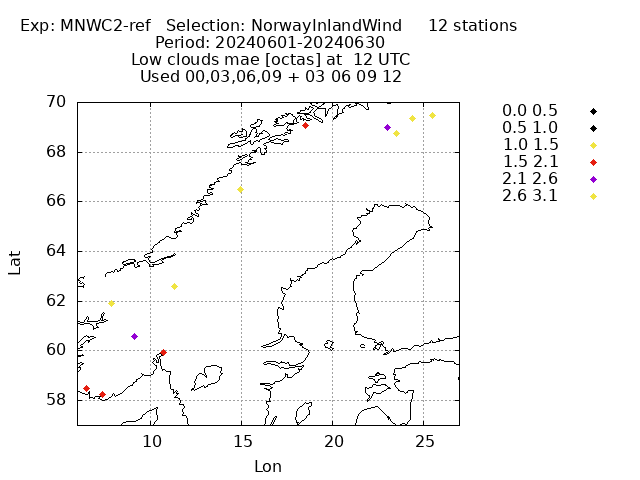 Exp: MNWC2-ref   Selection: NorwayInlandWind     12 stations
Period: 20240601-20240630
Low clouds mae [octas] at  12 UTC
Used 00,03,06,09 + 03 06 09 12
70
68
66
64
62
60
58
Lat
10
15
20
25
Lon
0.0 0.5
0.5 1.0
1.0 1.5
1.5 2.1
2.1 2.6
2.6 3.1